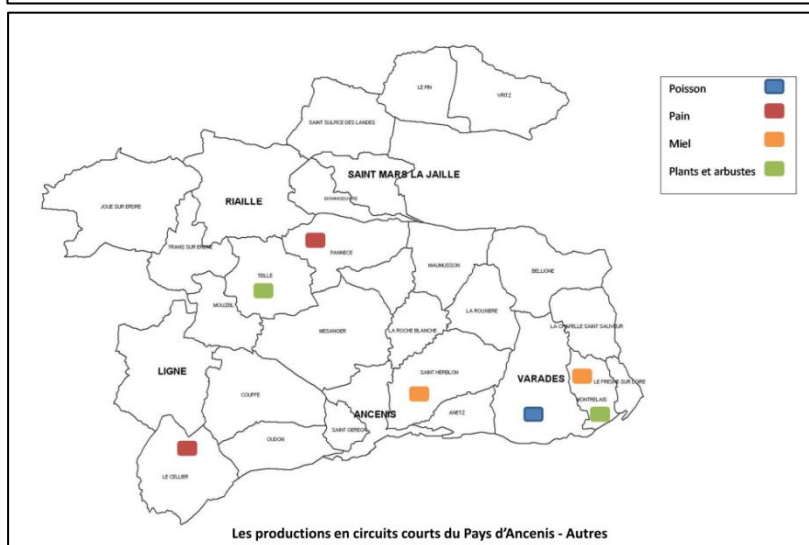 Poisson
Pain
Miel
Plants et arbustes
LE PIN
VRITZ
SAINT SULPICE DES LANDES
SAINT MARS LA JAILLE
RIAILLE
BONNOEUVRE
JOUE SUR ERDRE
TRANS SUR ERDRE
PANNECE
TEILLE
MAUMUSSON
BELLIGNE
MOUZEIL
MESANGER
LA ROCHE BLANCHE
LA ROUXIERE
LA CHAPELLE SAINT SAUVEUR
LIGNE
SAINT HERBLON
VARADES
LE FRESNE SUR LOIRE
COUFFE
MONTRELAIS
ANCENIS
ANETZ
SAINT GEREON
OUDON
LE CELLIER
Les productions en circuits courts du Pays d'Ancenis - Autres